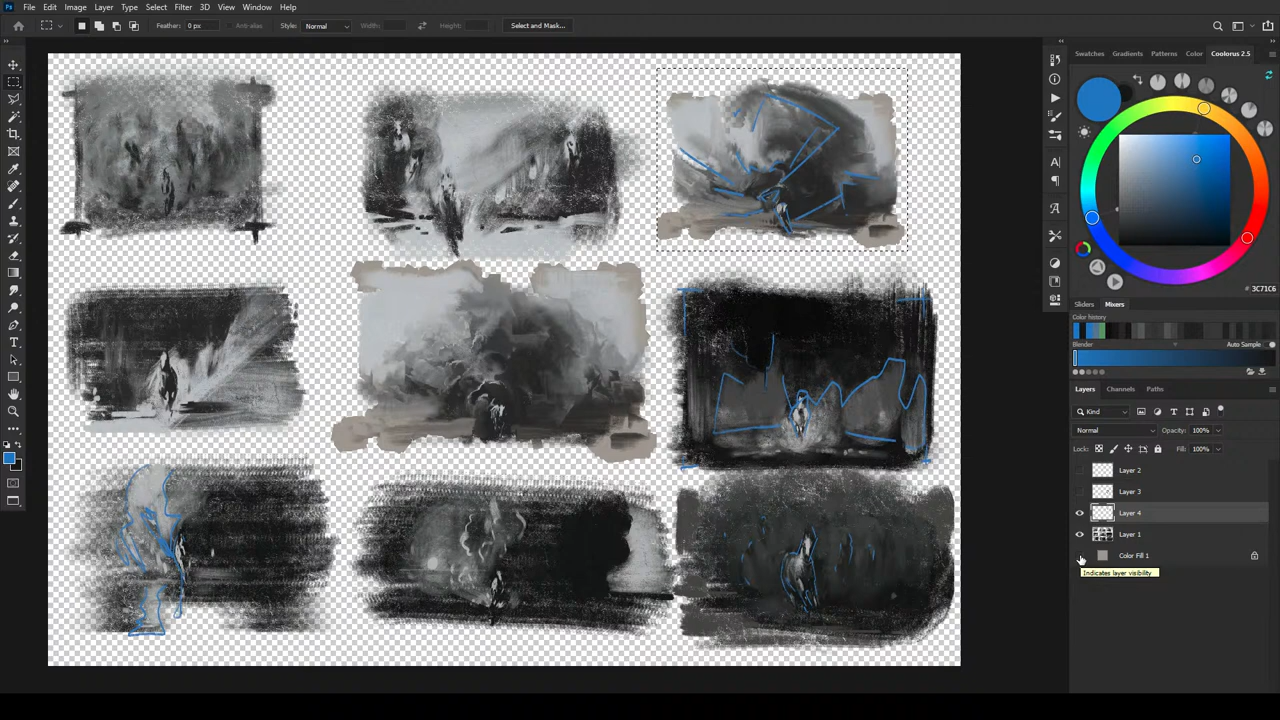 Ps File Edit Image Layer Type Select Filter 3D View Window Help
Feather: 0 px Anti-alias Style: Normal Width: Height: Select and Mask...
Swatches Gradients Patterns Color Coolorus 2.5
# 3C71C6
Sliders Mixers
Color history
Blender Auto Sample
Layers Channels Paths
Kind
Normal Opacity: 100%
Lock: Fill: 100%
Layer 2
Layer 3
Layer 4
Layer 1
Color Fill 1
Indicates layer visibility